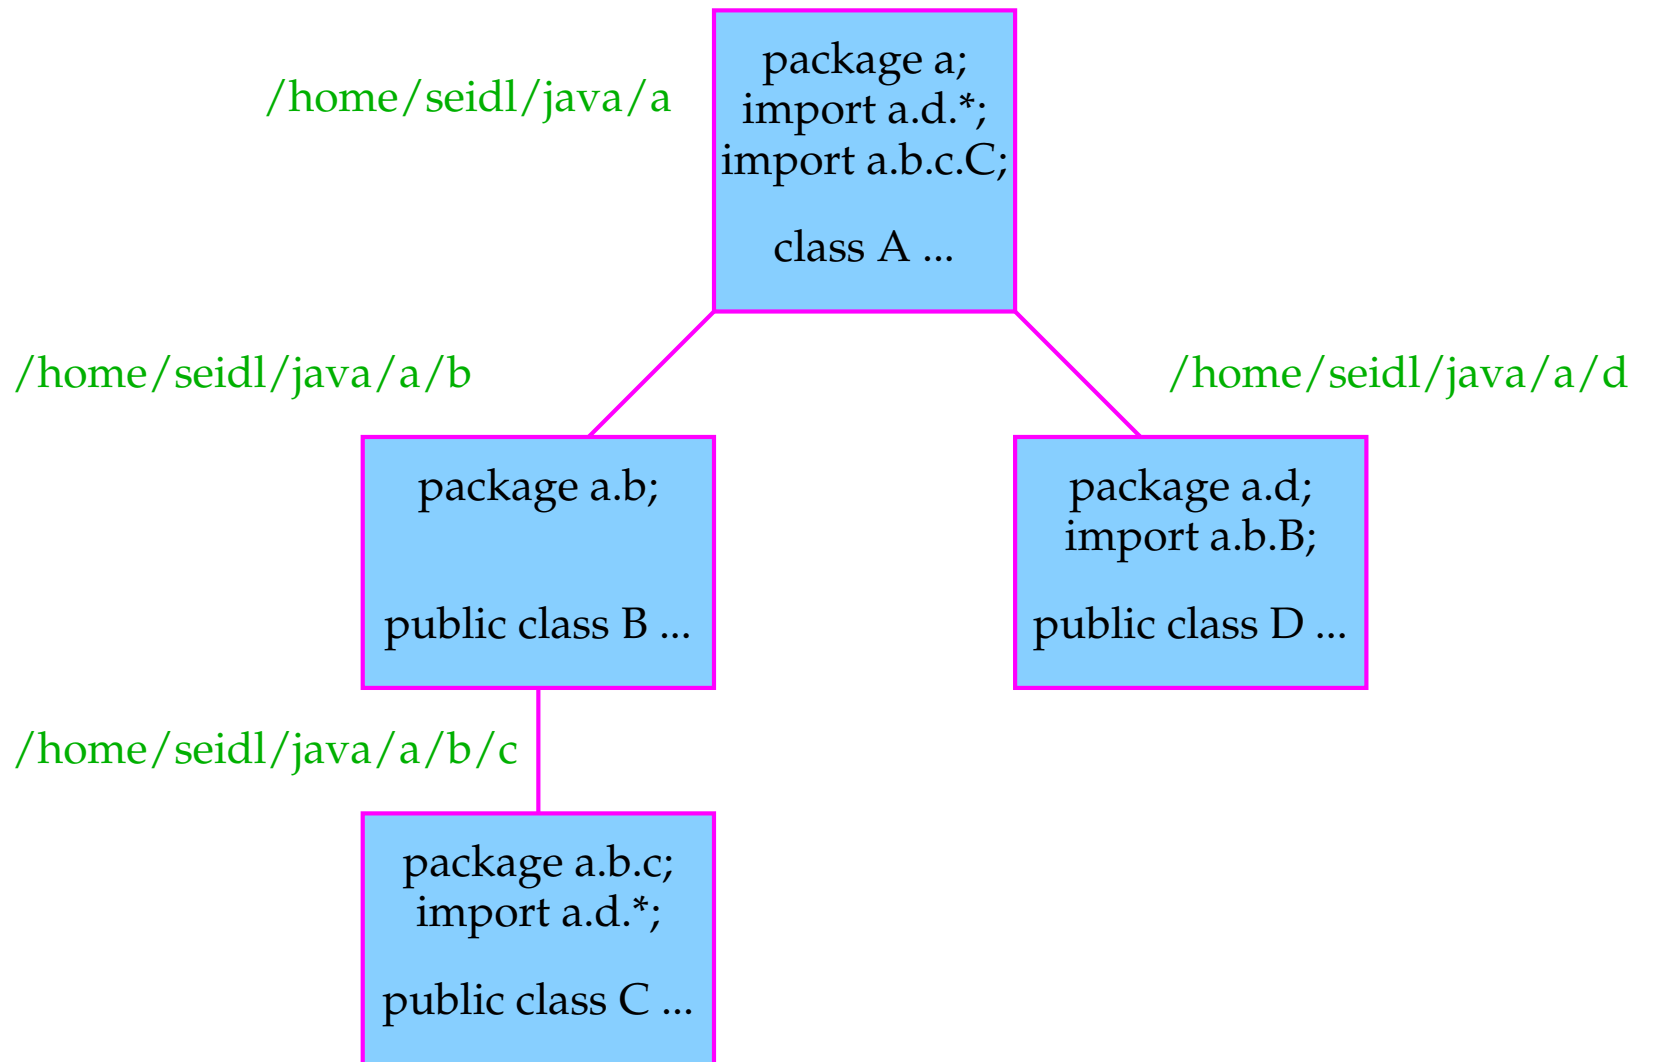 /home/seidl/java/a
package a;
import a.d.*;
import a.b.c.C;
class A ...
/home/seidl/java/a/b
/home/seidl/java/a/d
package a.b;
public class B ...
package a.d;
import a.b.B;
public class D ...
/home/seidl/java/a/b/c
package a.b.c;
import a.d.*;
public class C ...